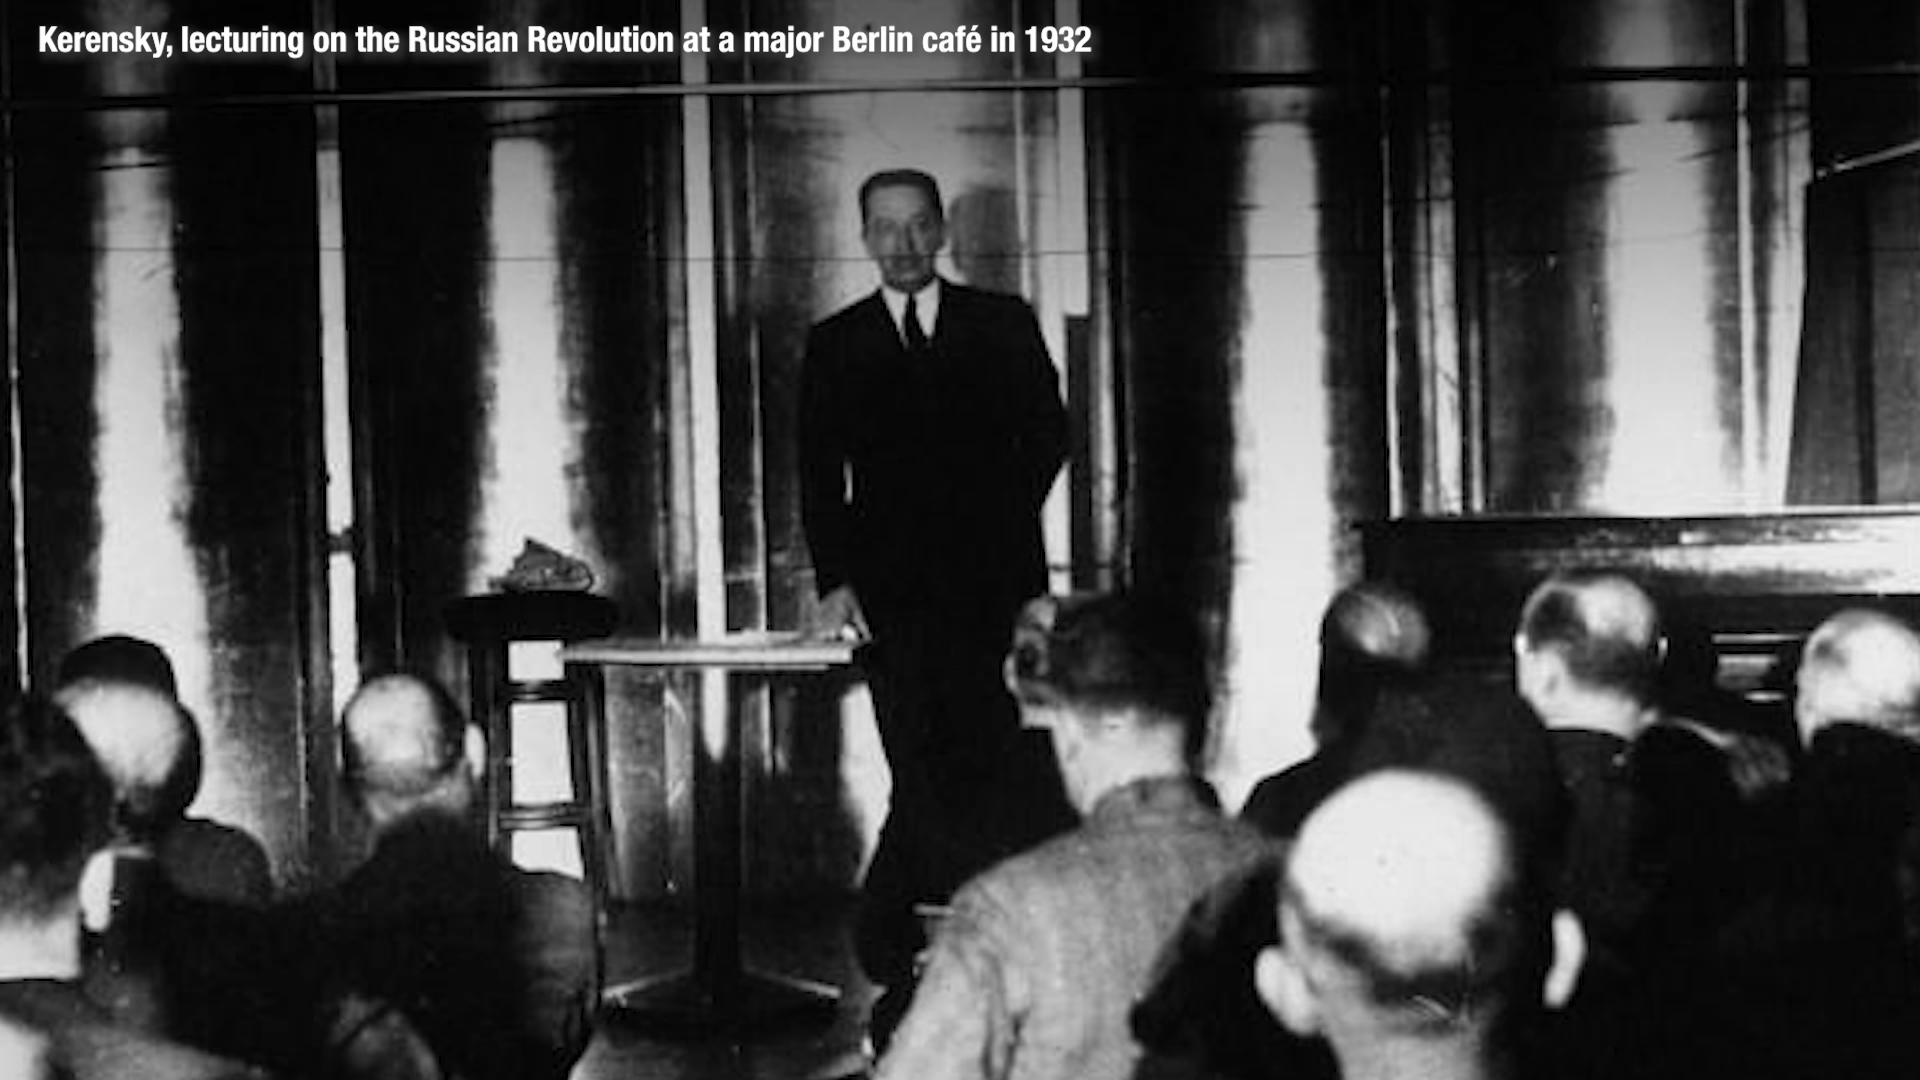 Kerensky, lecturing on the Russian Revolution at a major Berlin café in 1932